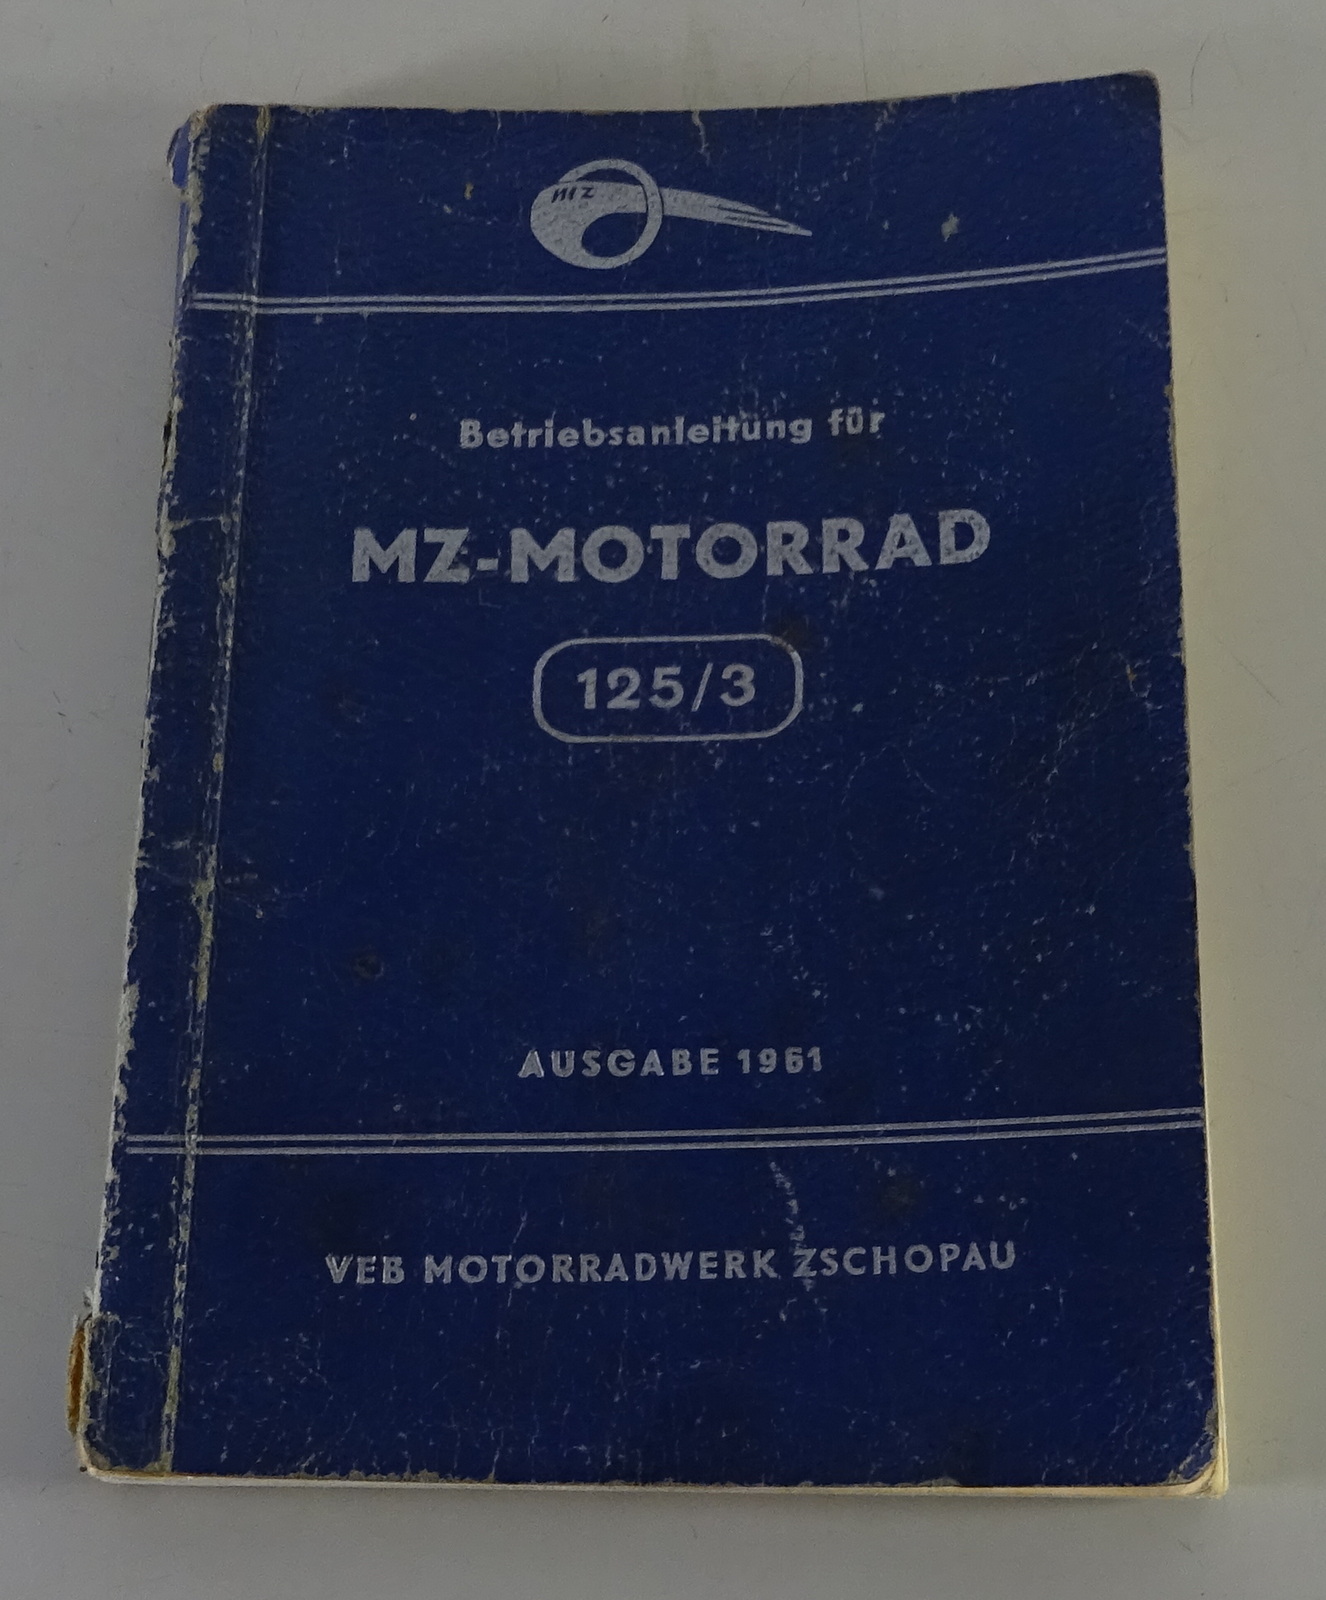 MZ
Betriebsanleitung für
MZ-MOTORRAD
125/3
AUSGABE 1961
VEB MOTORRADWERK ZSCHOPAU